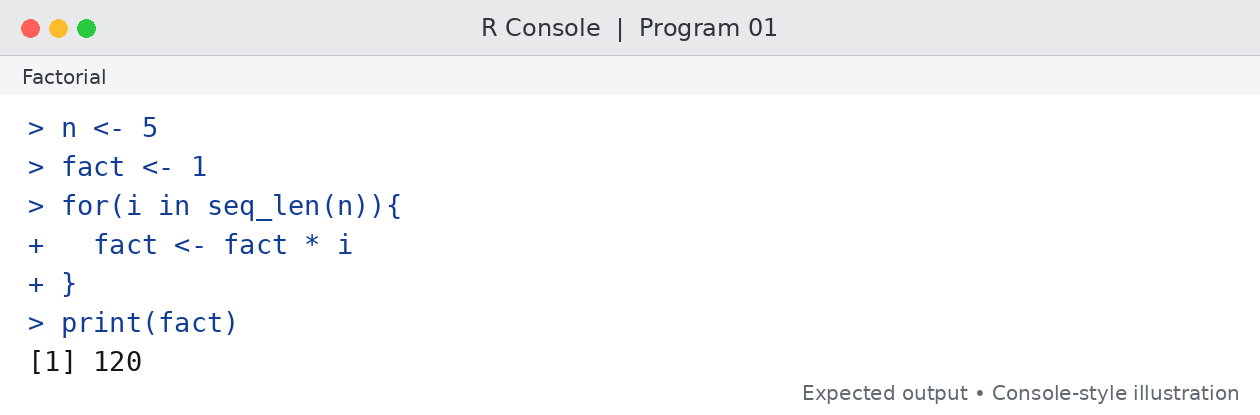 R Console | Program 01
Factorial
> n <- 5
> fact <- 1
> for(i in seq_len(n)){
+   fact <- fact * i
+ }
> print(fact)
[1] 120
Expected output • Console-style illustration